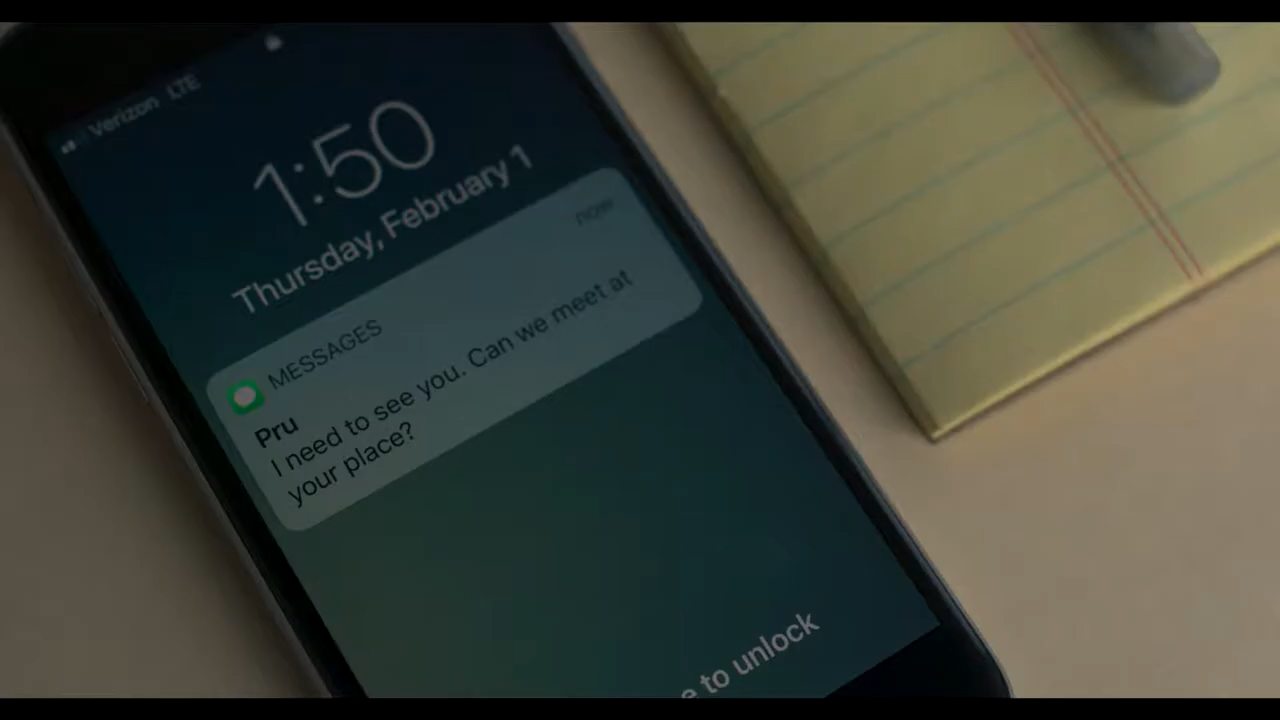 Verizon LTE
1:50
Thursday, February 1
MESSAGES
now
Pru
I need to see you. Can we meet at
your place?
to unlock